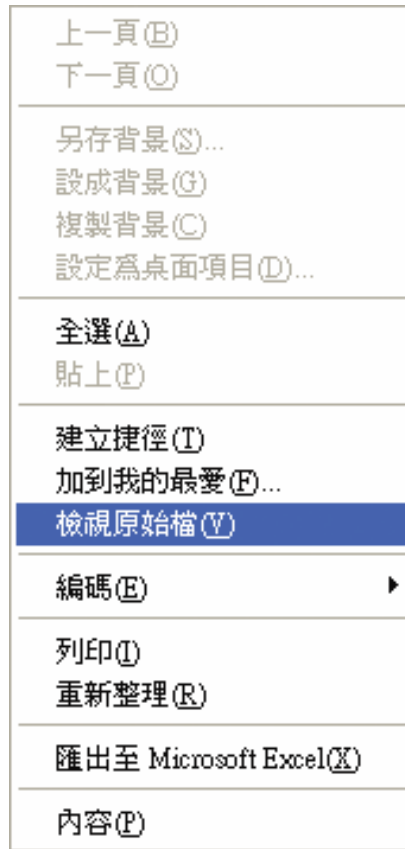 上一頁(B)
下一頁(O)
另存背景(S)...
設成背景(G)
複製背景(C)
設定為桌面項目(D)...
全選(A)
貼上(P)
建立捷徑(T)
加到我的最愛(F)...
檢視原始檔(V)
編碼(E)
列印(I)
重新整理(R)
匯出至 Microsoft Excel(X)
內容(P)